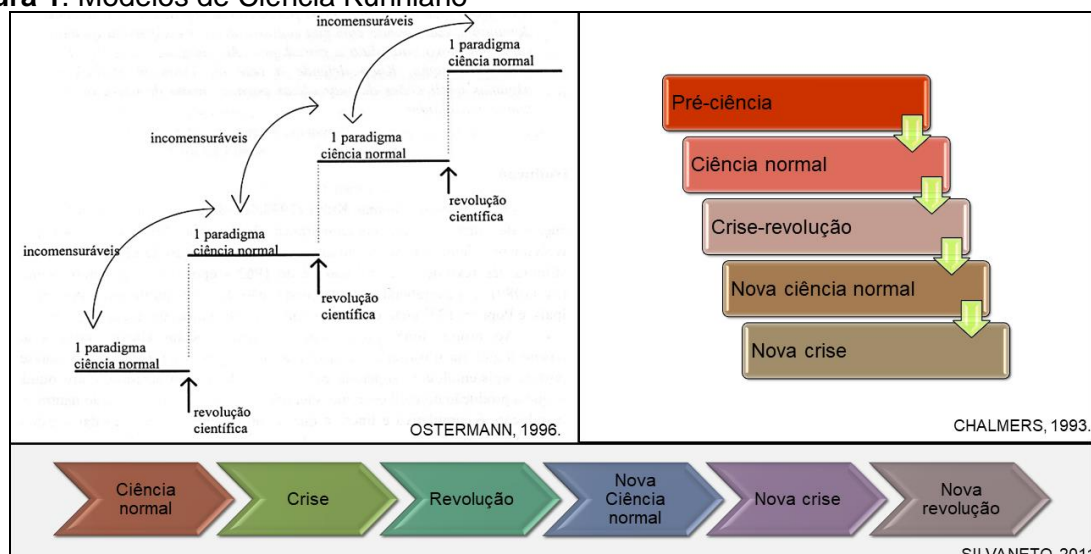 1. Modelos de Ciência Kuhniano
incomensuráveis
1 paradigma
ciência normal
incomensuráveis
1 paradigma
ciência normal
revolução
científica
incomensuráveis
1 paradigma
ciência normal
revolução
científica
1 paradigma
ciência normal
revolução
científica
OSTERMANN, 1996.
Pré-ciência
Ciência normal
Crise-revolução
Nova ciência normal
Nova crise
CHALMERS, 1993.
Ciência
normal
Crise
Revolução
Nova
Ciência
normal
Nova crise
Nova
revolução